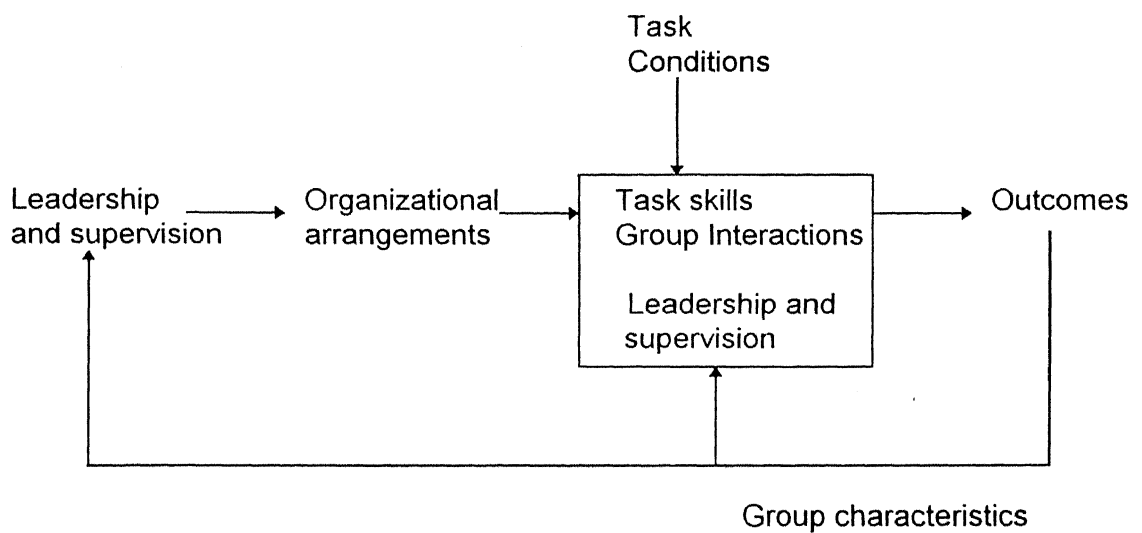 Task
Conditions
Leadership
and supervision
Organizational
arrangements
Task skills
Group Interactions
Leadership and
supervision
Outcomes
Group characteristics